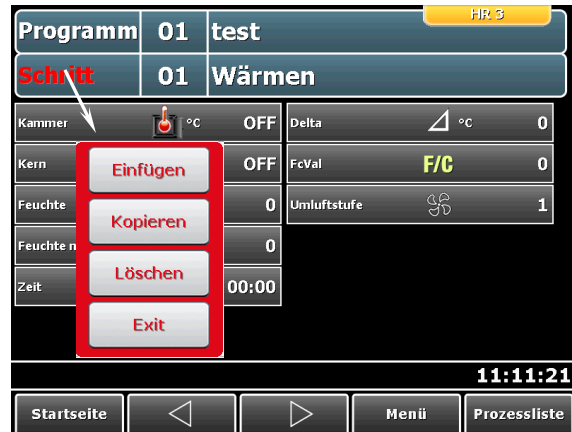 HR 3
Programm 01 test
Schritt 01 Wärmen
Kammer °C OFF Delta °C 0
Kern OFF FcVal F/C 0
Einfügen
Feuchte 0 Umluftstufe 1
Kopieren
Feuchte 0
Löschen
Zeit 00:00
Exit
11:11:21
Startseite Menü Prozessliste